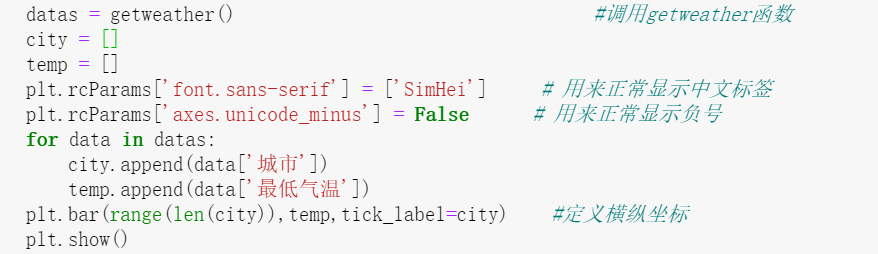 datas = getweather() #调用getweather函数
city = []
temp = []
plt.rcParams['font.sans-serif'] = ['SimHei'] # 用来正常显示中文标签
plt.rcParams['axes.unicode_minus'] = False # 用来正常显示负号
for data in datas:
    city.append(data['城市'])
    temp.append(data['最低气温'])
plt.bar(range(len(city)),temp,tick_label=city) #定义横纵坐标
plt.show()